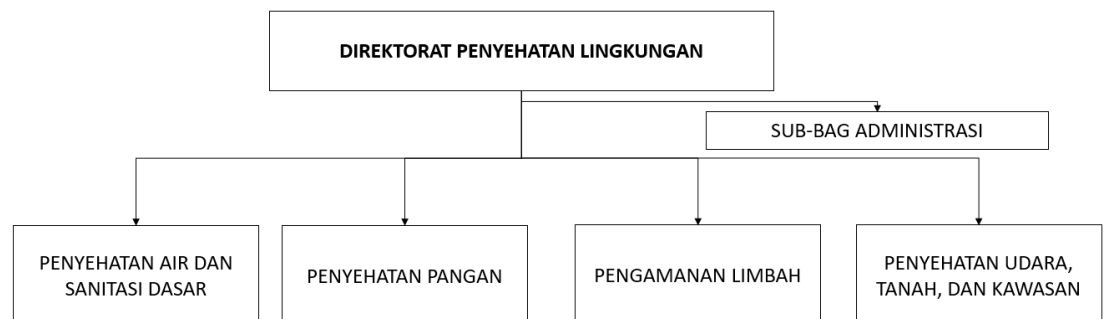 DIREKTORAT PENYEHATAN LINGKUNGAN
SUB-BAG ADMINISTRASI
PENYEHATAN AIR DAN
SANITASI DASAR
PENYEHATAN PANGAN
PENGAMANAN LIMBAH
PENYEHATAN UDARA,
TANAH, DAN KAWASAN